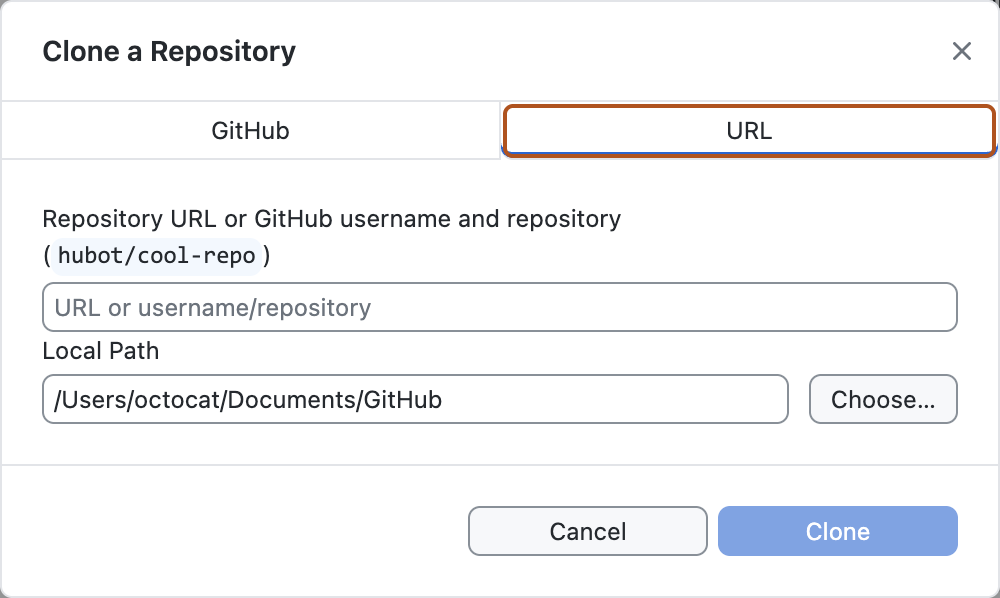 Clone a Repository
GitHub
URL
Repository URL or GitHub username and repository
(hubot/cool-repo)
URL or username/repository
Local Path
/Users/octocat/Documents/GitHub
Choose...
Cancel
Clone